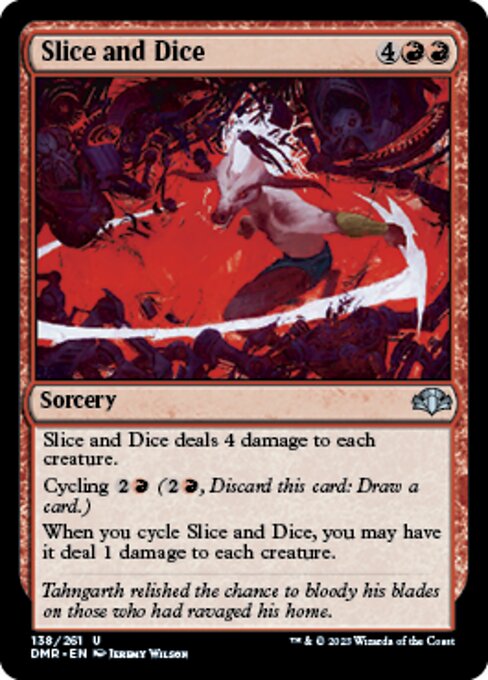 Slice and Dice 4
Sorcery
Slice and Dice deals 4 damage to each
creature.
Cycling 2 (2, Discard this card: Draw a
card.)
When you cycle Slice and Dice, you may have
it deal 1 damage to each creature.
Tahngarth relished the chance to bloody his blades
on those who had ravaged his home.
138/261 U
DMR • EN Jeremy Wilson
™ & © 2023 Wizards of the Coast